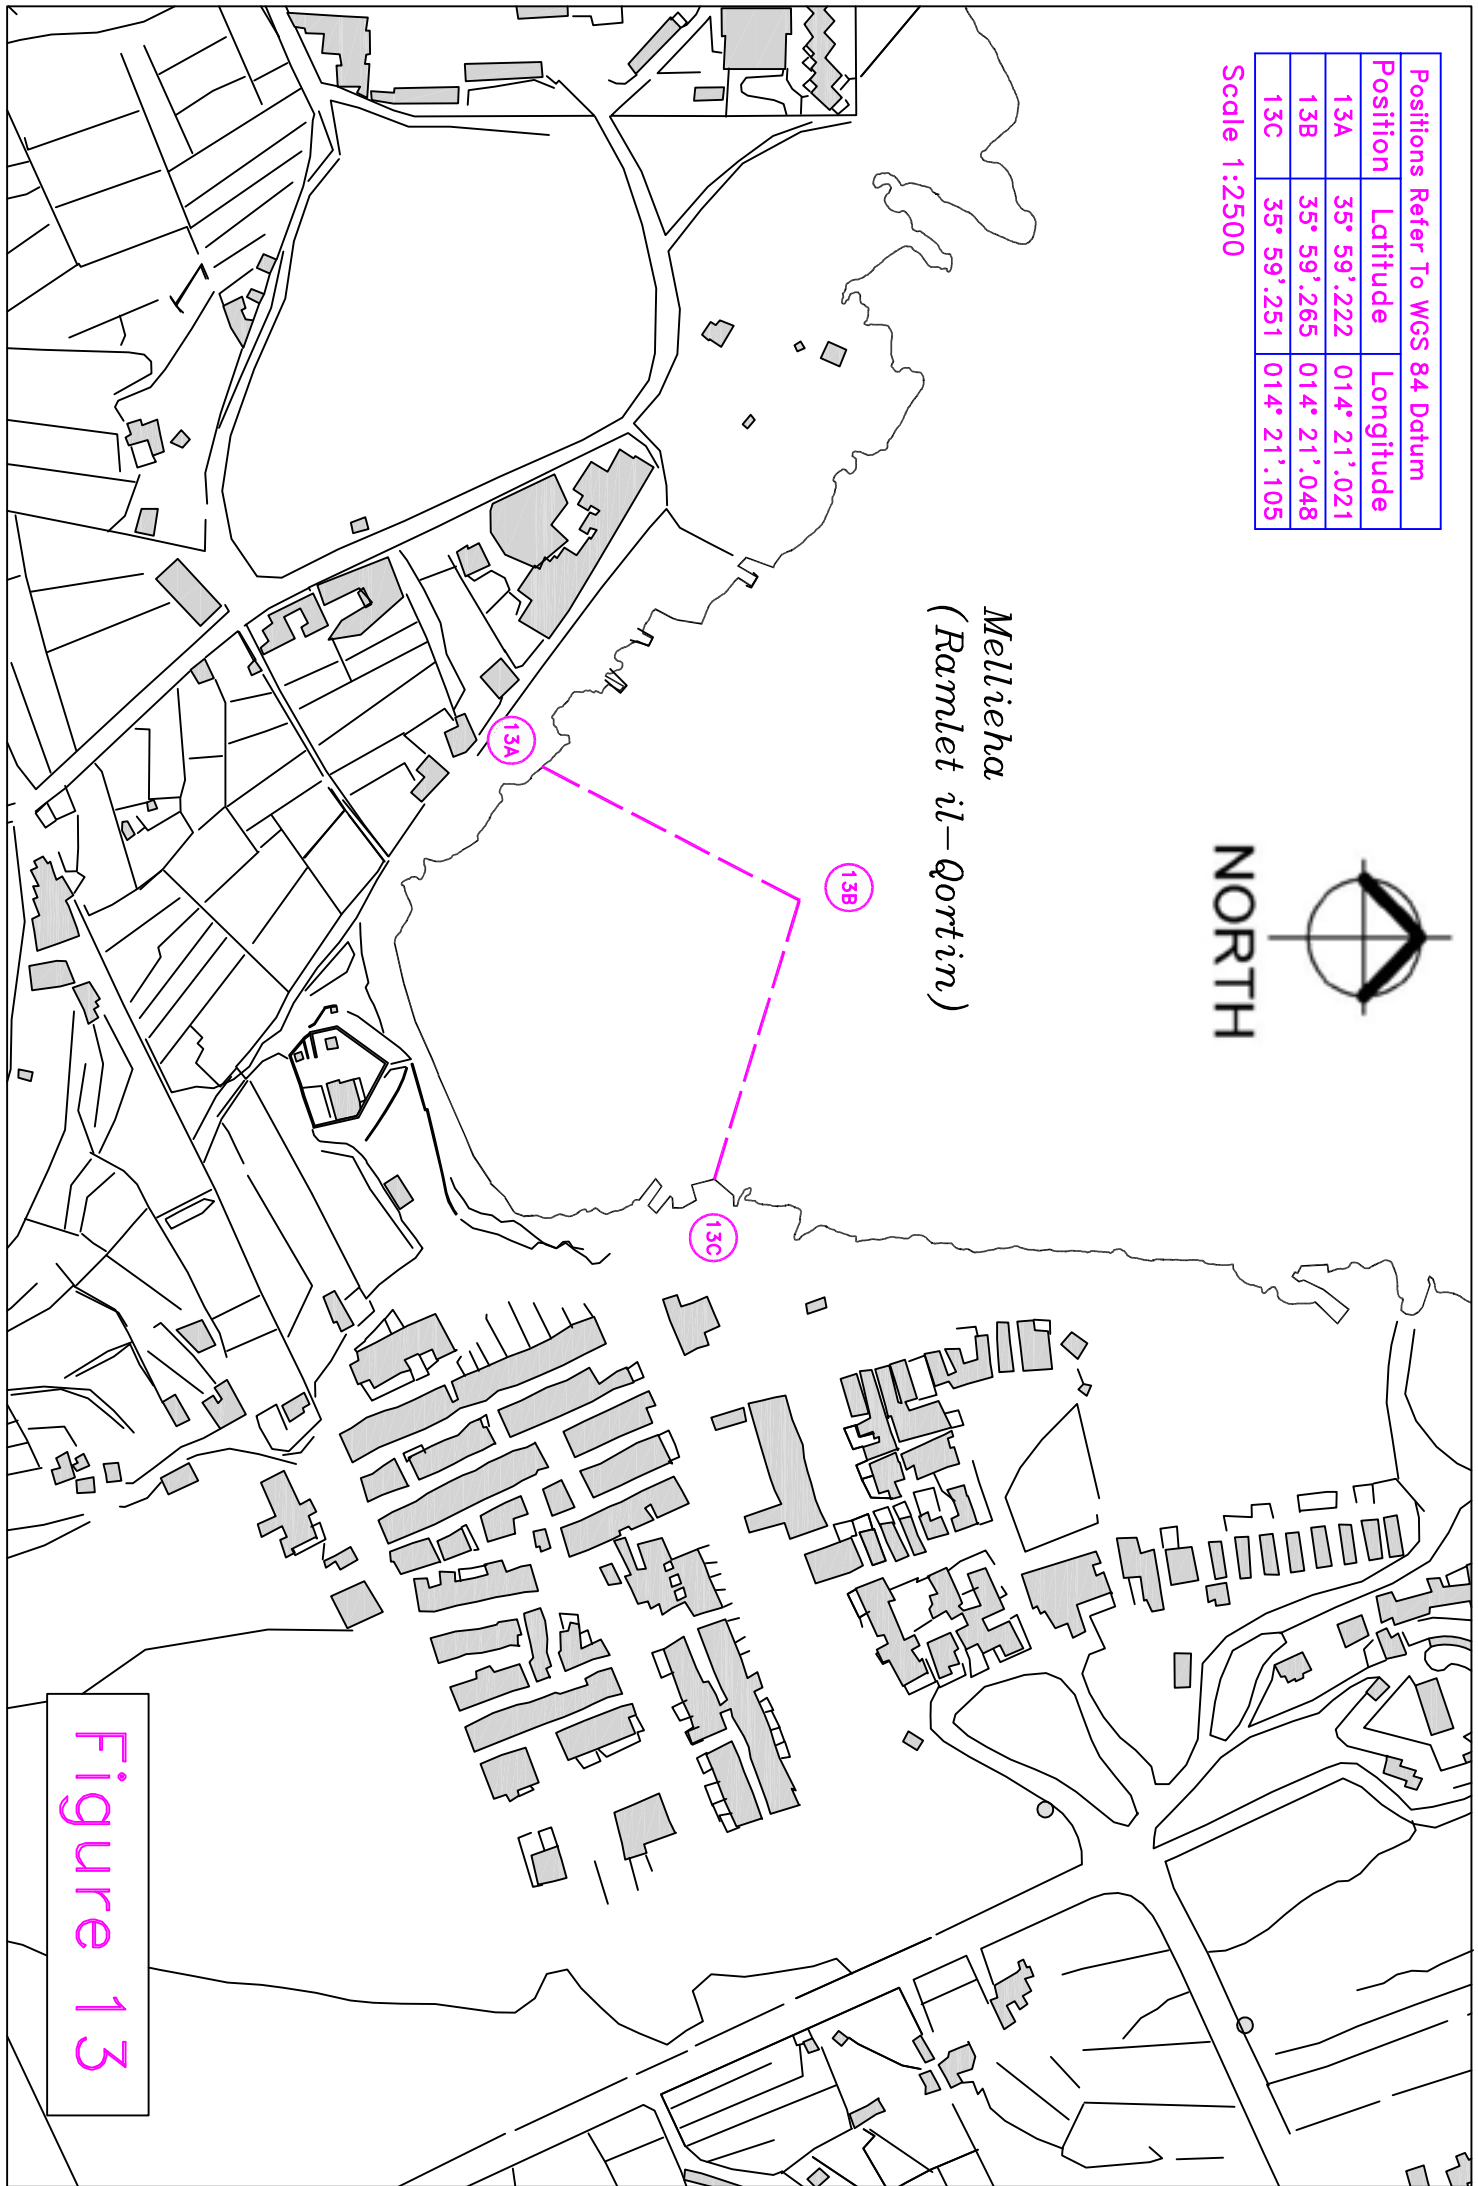 Positions Refer To WGS 84 Datum
Position Latitude Longitude
13A 35° 59'.222 014° 21'.021
13B 35° 59'.265 014° 21'.048
13C 35° 59'.251 014° 21'.105
Scale 1:2500
NORTH
Mellieha
(Ramlet il-Qortin)
13A
13B
13C
Figure 13